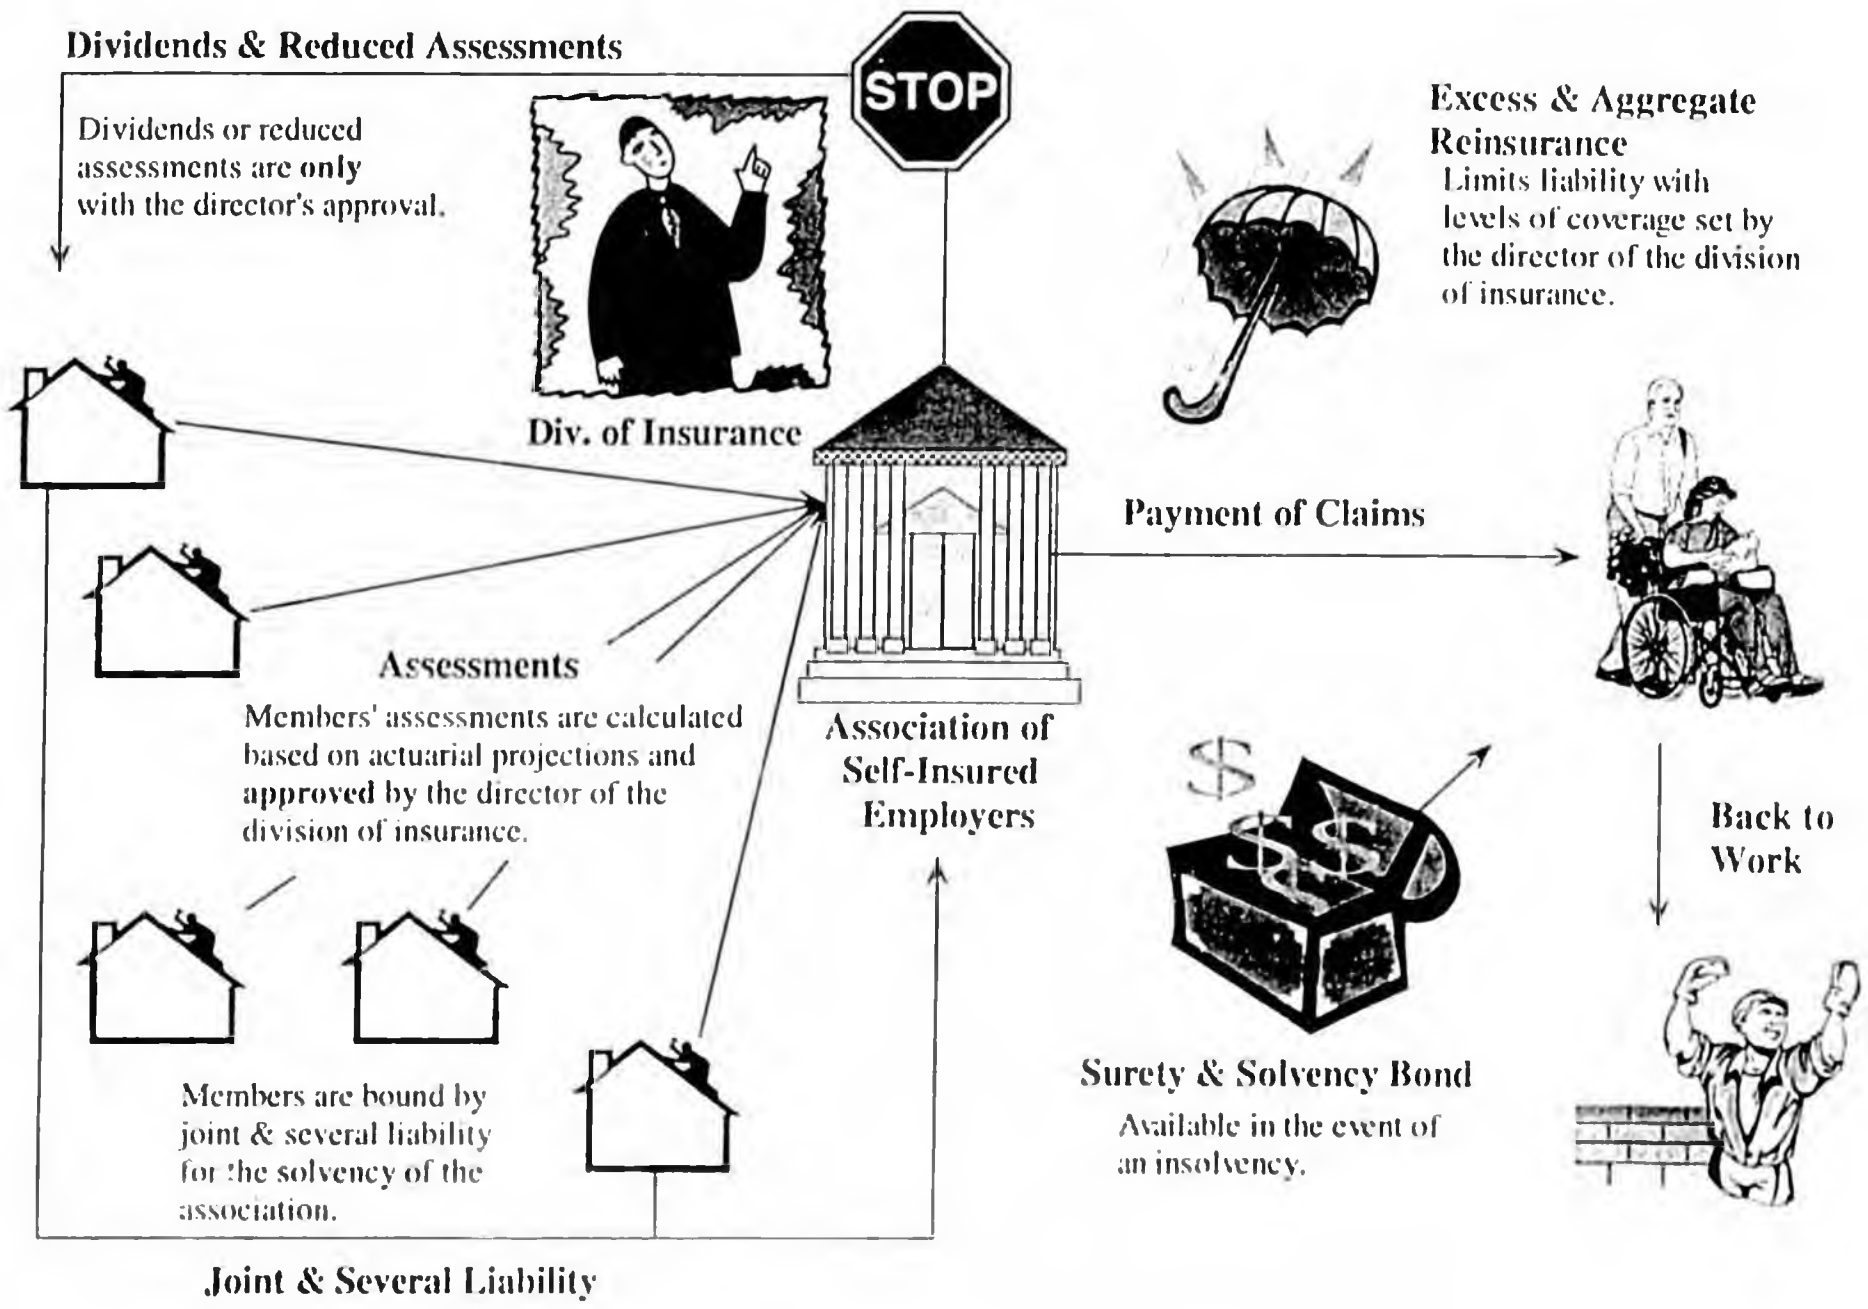 Dividends & Reduced Assessments
Dividends or reduced
assessments are only
with the director's approval.
STOP
Div. of Insurance
Excess & Aggregate
Reinsurance
Limits liability with
levels of coverage set by
the director of the division
of insurance.
Payment of Claims
Assessments
Members' assessments are calculated
based on actuarial projections and
approved by the director of the
division of insurance.
Association of
Self-Insured
Employers
$
$ $
$
Back to
Work
Members are bound by
joint & several liability
for the solvency of the
association.
Surety & Solvency Bond
Available in the event of
an insolvency.
Joint & Several Liability